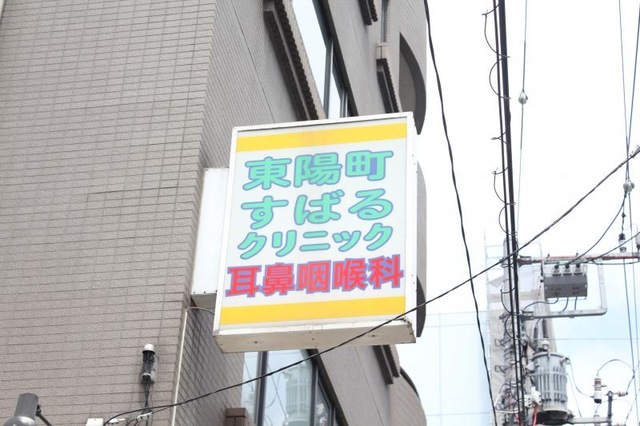 東陽町
すばる
クリニック
耳鼻咽喉科